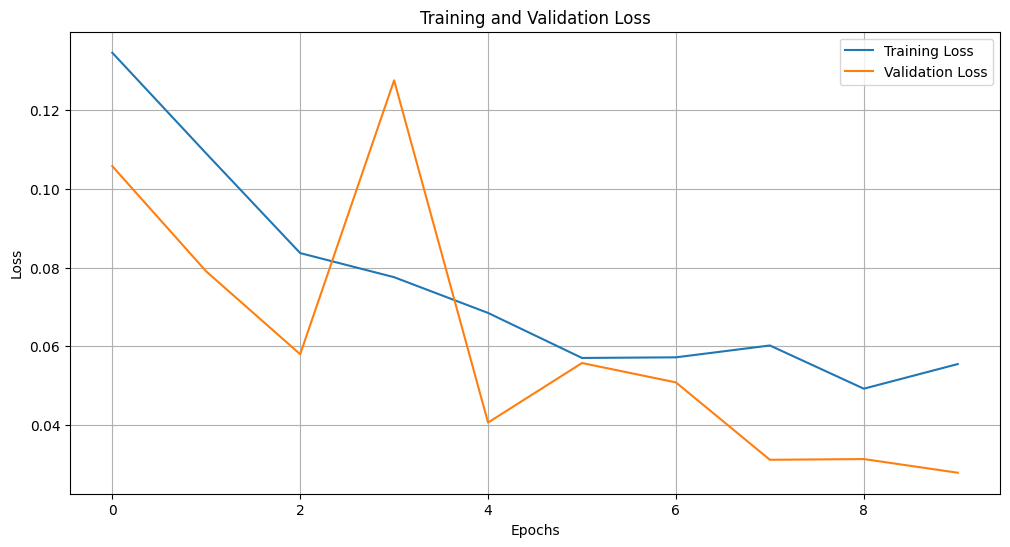 Training and Validation Loss
Training Loss
Validation Loss
0.12
0.10
0.08
0.06
0.04
Loss
0 2 4 6 8
Epochs